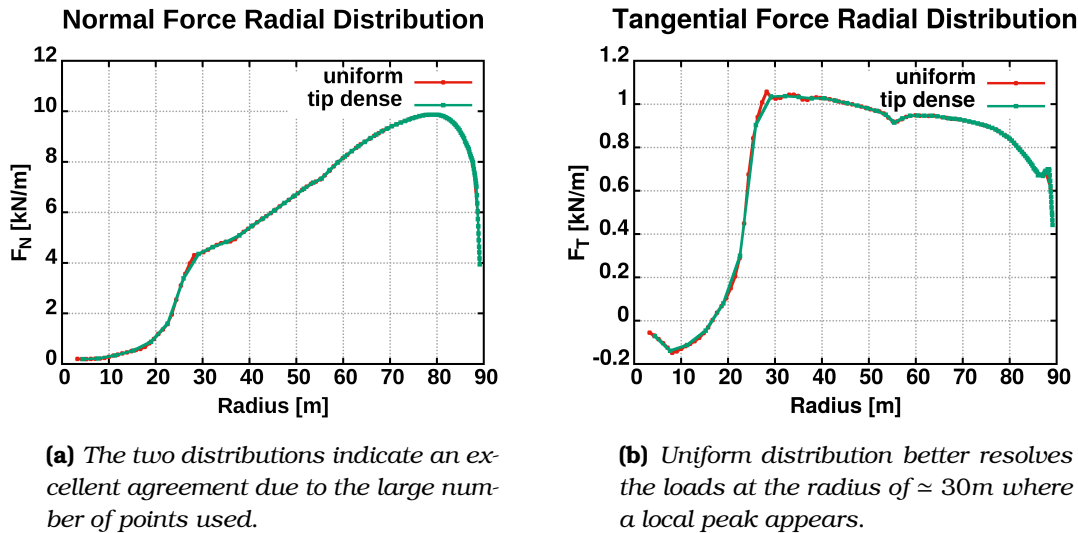 Normal Force Radial Distribution
12
10
8
6
4
2
0
F_N [kN/m]
uniform
tip dense
0 10 20 30 40 50 60 70 80 90
Radius [m]
(a) The two distributions indicate an ex-
cellent agreement due to the large num-
ber of points used.
Tangential Force Radial Distribution
1.2
1
0.8
0.6
0.4
0.2
0
-0.2
F_T [kN/m]
uniform
tip dense
0 10 20 30 40 50 60 70 80 90
Radius [m]
(b) Uniform distribution better resolves
the loads at the radius of ≃ 30m where
a local peak appears.